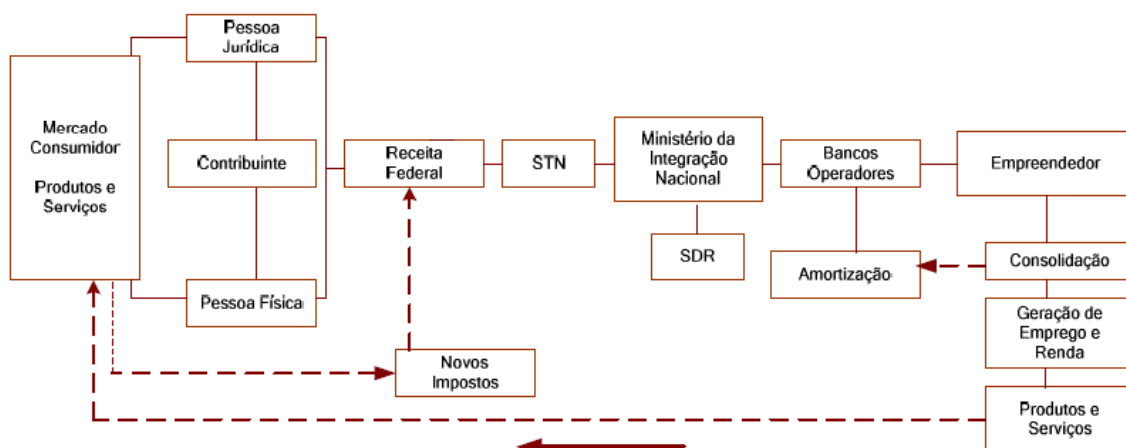 Pessoa
Jurídica
Mercado
Consumidor
Produtos e
Serviços
Contribuinte
Pessoa Física
Receita
Federal
STN
Ministério da
Integração
Nacional
SDR
Bancos
Operadores
Amortização
Empreendedor
Consolidação
Geração de
Emprego e
Renda
Produtos e
Serviços
Novos
Impostos